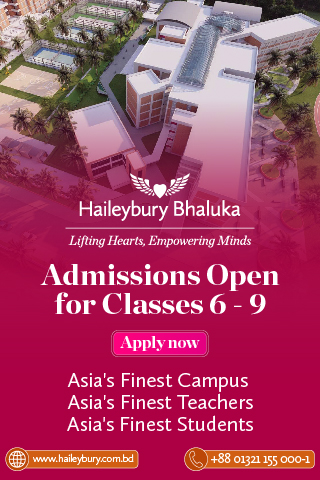 Haileybury Bhaluka
Lifting Hearts, Empowering Minds
Admissions Open
for Classes 6 - 9
Apply now
Asia's Finest Campus
Asia's Finest Teachers
Asia's Finest Students
www.haileybury.com.bd
+88 01321 155 000-1